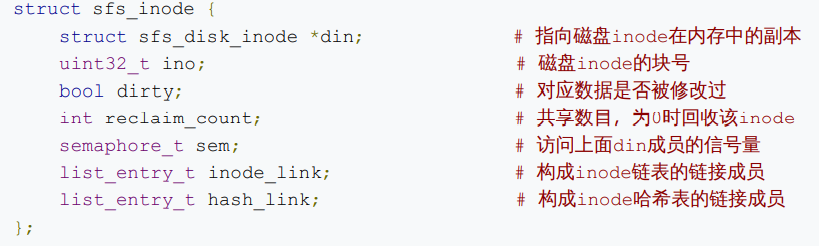 struct sfs_inode {
    struct sfs_disk_inode *din;               # 指向磁盘inode在内存中的副本
    uint32_t ino;                             # 磁盘inode的块号
    bool dirty;                               # 对应数据是否被修改过
    int reclaim_count;                        # 共享数目，为0时回收该inode
    semaphore_t sem;                          # 访问上面din成员的信号量
    list_entry_t inode_link;                  # 构成inode链表的链接成员
    list_entry_t hash_link;                   # 构成inode哈希表的链接成员
};